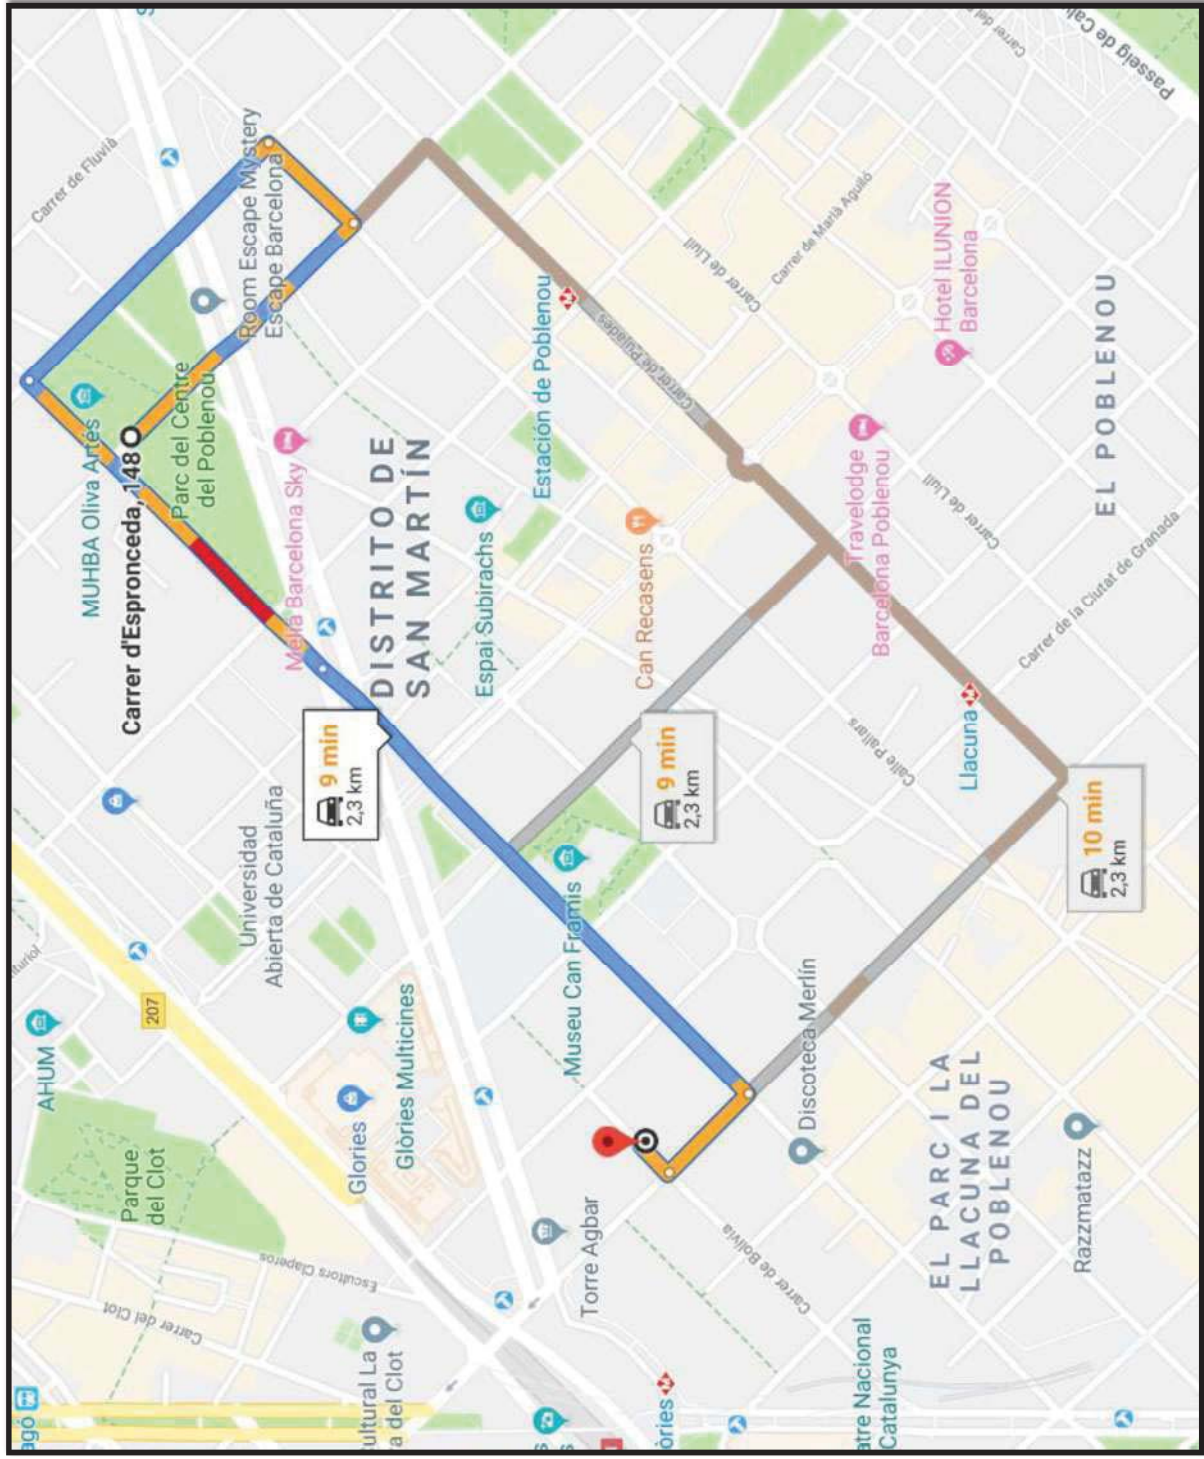 Carrer de Fluvià
Room Escape Mystery
Escape Barcelona
MUHBA Oliva Artés
Carrer d'Espronceda, 148
Parc del Centre
del Poblenou
Melia Barcelona Sky
DISTRITO DE
SAN MARTÍN
Espai Subirachs
Estación de Poblenou
Can Recasens
Carrer de Pujades
Carrer de Llull
Carrer de Marià Aguiló
Hotel ILUNION
Barcelona
EL POBLENOU
Travelodge
Barcelona Poblenou
Carrer de Llull
Carrer de la Ciutat de Granada
Llacuna
Calle Pallars
9 min
2,3 km
9 min
2,3 km
10 min
2,3 km
Universidad
Abierta de Cataluña
Museu Can Framis
207
AHUM
Parque
del Clot
Glories
Glòries Multicines
Discoteca Merlín
EL PARC I LA
LLACUNA DEL
POBLENOU
Razzmatazz
Torre Agbar
Carrer de Bolívia
Escultors Claperós
Carrer del Clot
ultural La
a del Clot
òries
atre Nacional
Catalunya
agó
Passeig de Cal
Carrer del